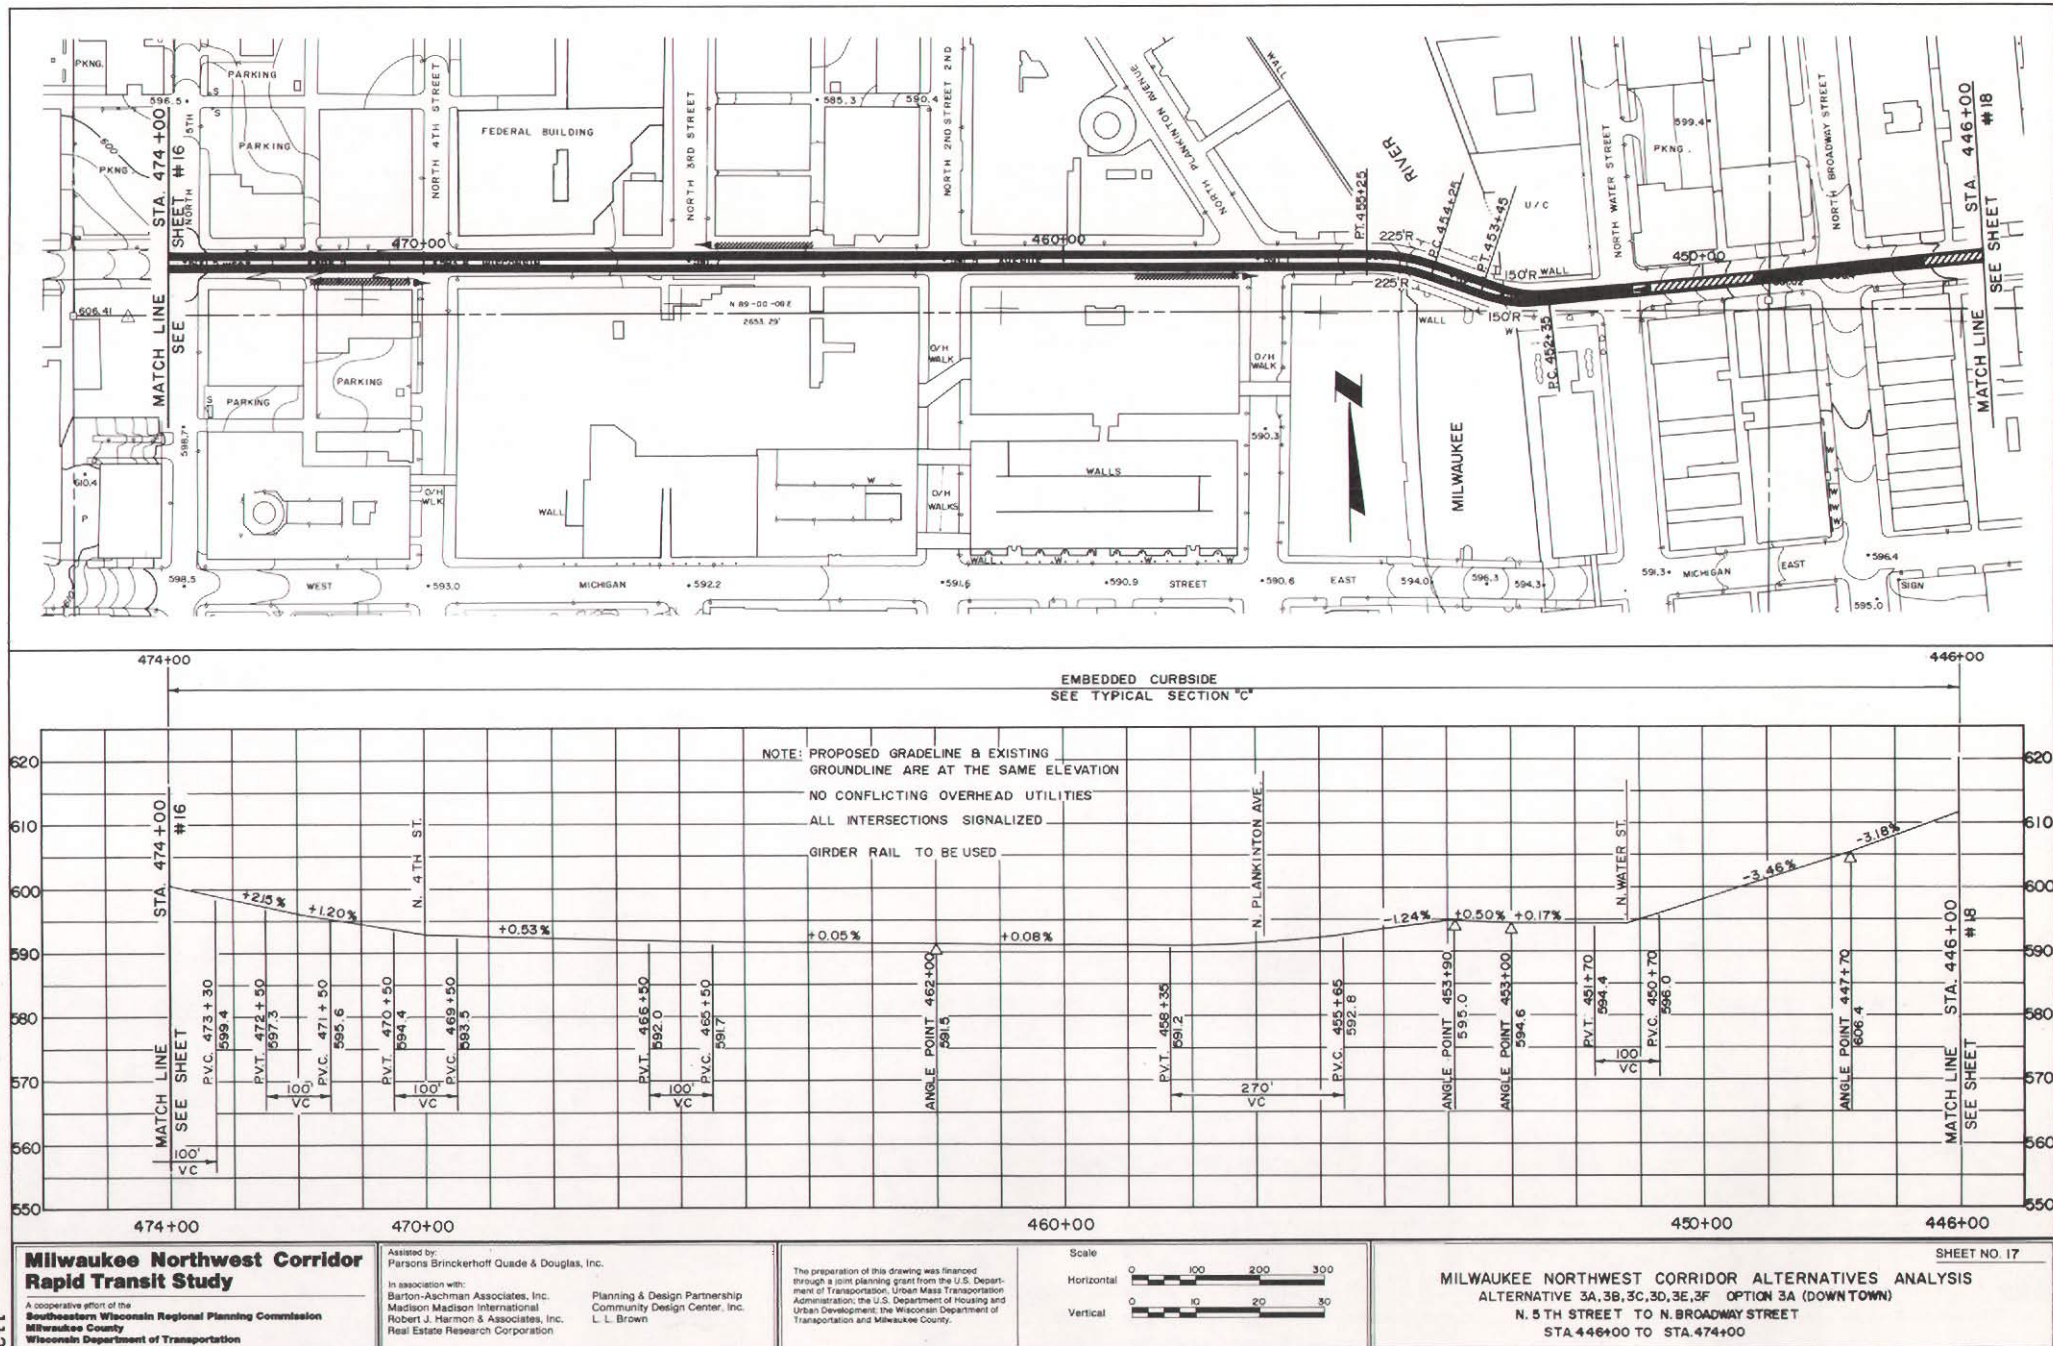 PKNG.
PARKING
596.5
S
S
NORTH 5TH
600
PKNG.
PARKING
MATCH LINE STA. 474+00
SEE SHEET #16
NORTH 4TH STREET
FEDERAL BUILDING
NORTH 3RD STREET
585.3
590.4
NORTH 2ND STREET 2ND
NORTH PLANKINTON AVENUE
NORTH
WALL
RIVER
PT. 455+25
P.C. 454+25
PT. 453+45
U/C
NORTH WATER STREET
599.4
PKNG.
NORTH BROADWAY STREET
MATCH LINE STA. 446+00
SEE SHEET #18
470+00
460+00
450+00
WISCONSIN
AVENUE
225'R
225'R
150'R
WALL
150'R
WALL
W
P.C. 452+35
606.41
N 89-00-08 E
2653.29'
O/H
WALK
O/H
WALK
PARKING
S
PARKING
598.7
590.3
MILWAUKEE
610.4
P
O/H
WLK
WALL
W
O/H
WALKS
WALLS
WALL
W
W
W
W
W
W
W
W
598.5
WEST
593.0
MICHIGAN
592.2
591.6
590.9
STREET
590.6
EAST
594.0
596.3
594.3
591.3
MICHIGAN
EAST
596.4
SIGN
595.0
474+00
446+00
EMBEDDED CURBSIDE
SEE TYPICAL SECTION "C"
NOTE: PROPOSED GRADELINE & EXISTING
GROUNDLINE ARE AT THE SAME ELEVATION
NO CONFLICTING OVERHEAD UTILITIES
ALL INTERSECTIONS SIGNALIZED
GIRDER RAIL TO BE USED
620
610
600
590
580
570
560
550
MATCH LINE STA. 474+00
SEE SHEET #16
N. 4TH ST.
N. PLANKINTON AVE.
N. WATER ST.
+2.15%
+1.20%
+0.53%
+0.05%
+0.08%
-1.24%
+0.50%
+0.17%
-3.46%
-3.18%
P.V.C. 473+30
599.4
P.V.T. 472+50
597.3
P.V.C. 471+50
595.6
P.V.T. 470+50
594.4
P.V.C. 469+50
593.5
P.V.T. 466+50
592.0
P.V.C. 465+50
591.7
ANGLE POINT 462+00
591.5
P.V.T. 458+35
591.2
P.V.C. 455+65
592.8
ANGLE POINT 453+90
595.0
ANGLE POINT 453+00
594.6
P.V.T. 451+70
594.4
P.V.C. 450+70
596.0
ANGLE POINT 447+70
606.4
100'
VC
100'
VC
100'
VC
100'
VC
270'
VC
100'
VC
MATCH LINE STA. 446+00
SEE SHEET #18
620
610
600
590
580
570
560
550
474+00
470+00
460+00
450+00
446+00
Milwaukee Northwest Corridor
Rapid Transit Study
A cooperative effort of the
Southeastern Wisconsin Regional Planning Commission
Milwaukee County
Wisconsin Department of Transportation
Assisted by:
Parsons Brinckerhoff Quade & Douglas, Inc.
In association with:
Barton-Aschman Associates, Inc.
Madison Madison International
Robert J. Harmon & Associates, Inc.
Real Estate Research Corporation
Planning & Design Partnership
Community Design Center, Inc.
L. L. Brown
The preparation of this drawing was financed
through a joint planning grant from the U.S. Depart-
ment of Transportation, Urban Mass Transportation
Administration; the U.S. Department of Housing and
Urban Development; the Wisconsin Department of
Transportation and Milwaukee County.
Scale
Horizontal
0 100 200 300
Vertical
0 10 20 30
SHEET NO. 17
MILWAUKEE NORTHWEST CORRIDOR ALTERNATIVES ANALYSIS
ALTERNATIVE 3A,3B,3C,3D,3E,3F OPTION 3A (DOWNTOWN)
N. 5TH STREET TO N. BROADWAY STREET
STA 446+00 TO STA. 474+00